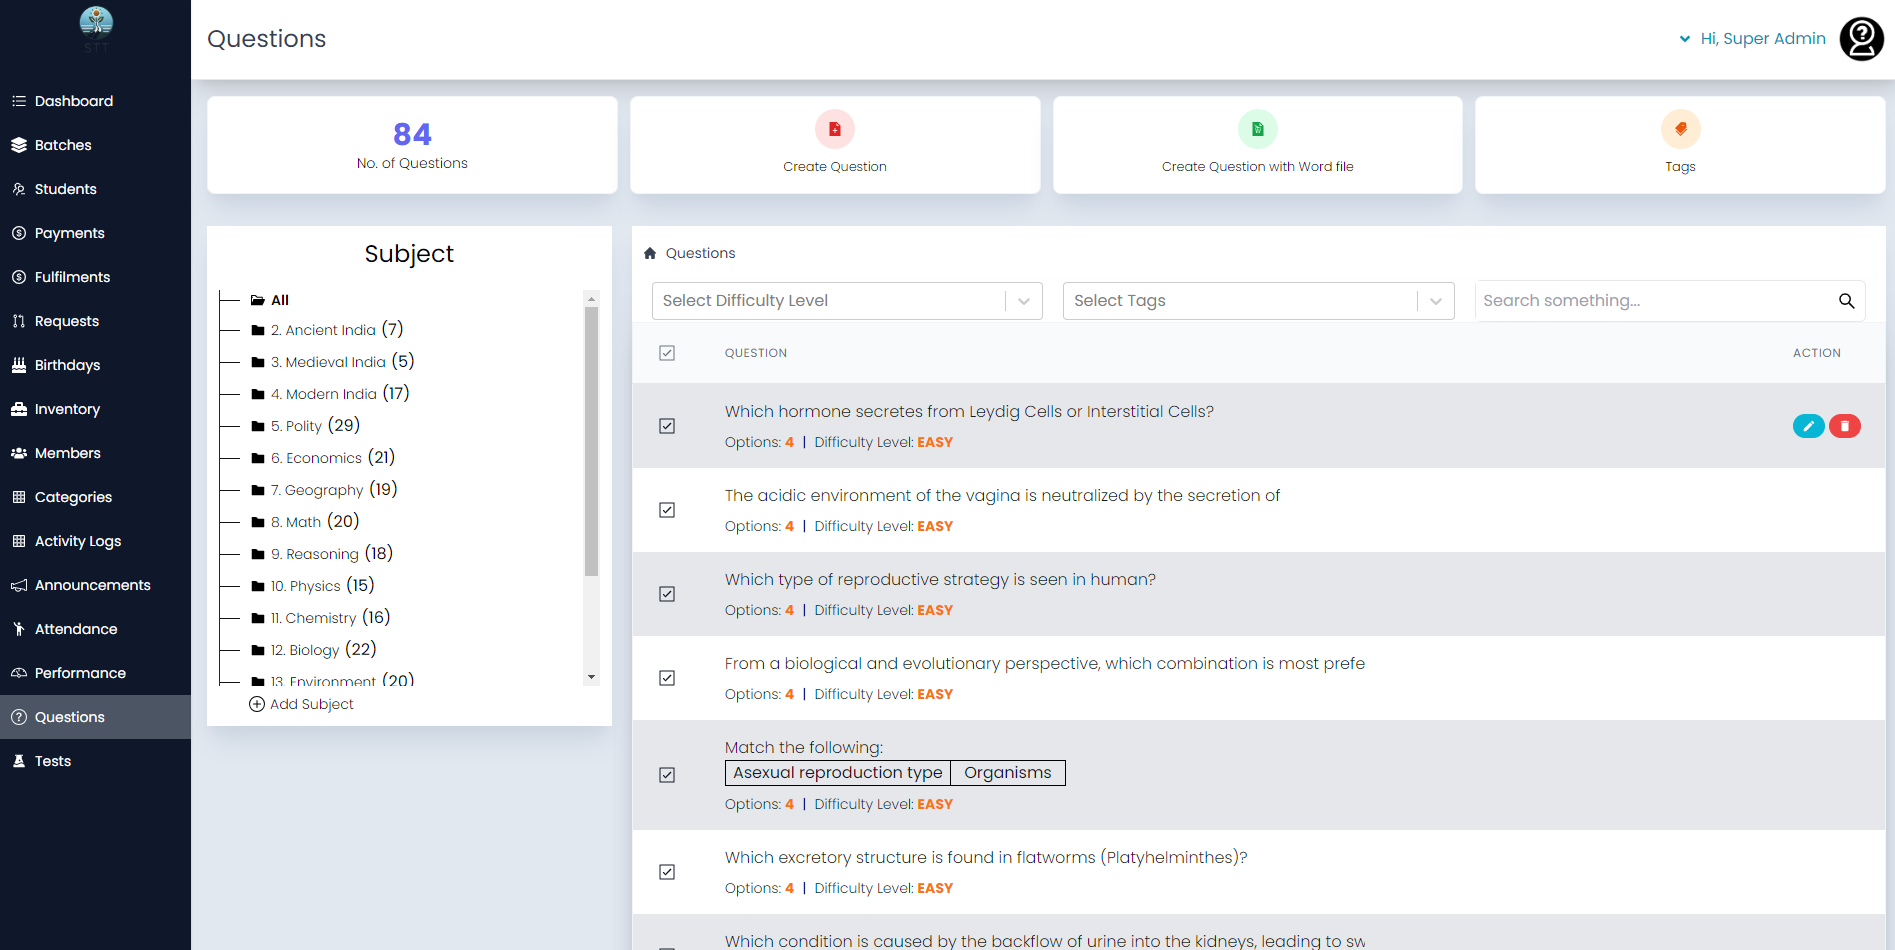 STT
Dashboard
Batches
Students
Payments
Fulfilments
Requests
Birthdays
Inventory
Members
Categories
Activity Logs
Announcements
Attendance
Performance
Questions
Tests
Questions
Hi, Super Admin
84
No. of Questions
Create Question
Create Question with Word file
Tags
Subject
All
2. Ancient India (7)
3. Medieval India (5)
4. Modern India (17)
5. Polity (29)
6. Economics (21)
7. Geography (19)
8. Math (20)
9. Reasoning (18)
10. Physics (15)
11. Chemistry (16)
12. Biology (22)
13. Environment (20)
Add Subject
Questions
Select Difficulty Level
Select Tags
Search something...
QUESTION ACTION
Which hormone secretes from Leydig Cells or Interstitial Cells?
Options: 4 | Difficulty Level: EASY
The acidic environment of the vagina is neutralized by the secretion of
Options: 4 | Difficulty Level: EASY
Which type of reproductive strategy is seen in human?
Options: 4 | Difficulty Level: EASY
From a biological and evolutionary perspective, which combination is most prefe
Options: 4 | Difficulty Level: EASY
Match the following:
Asexual reproduction type Organisms
Options: 4 | Difficulty Level: EASY
Which excretory structure is found in flatworms (Platyhelminthes)?
Options: 4 | Difficulty Level: EASY
Which condition is caused by the backflow of urine into the kidneys, leading to sw